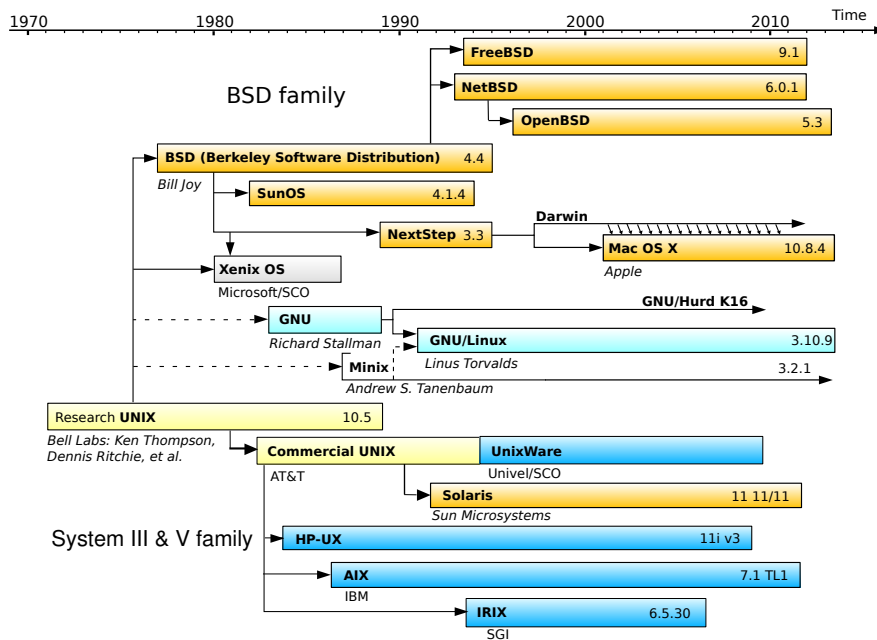 1970 1980 1990 2000 2010 Time
FreeBSD 9.1
BSD family
NetBSD 6.0.1
OpenBSD 5.3
BSD (Berkeley Software Distribution) 4.4
Bill Joy
SunOS 4.1.4
Darwin
NextStep 3.3
Mac OS X 10.8.4
Apple
Xenix OS
Microsoft/SCO
GNU/Hurd K16
GNU
Richard Stallman
GNU/Linux 3.10.9
Linus Torvalds
Minix 3.2.1
Andrew S. Tanenbaum
Research UNIX 10.5
Bell Labs: Ken Thompson,
Dennis Ritchie, et al.
Commercial UNIX
UnixWare
AT&T
Univel/SCO
Solaris 11 11/11
Sun Microsystems
System III & V family
HP-UX 11i v3
AIX 7.1 TL1
IBM
IRIX 6.5.30
SGI